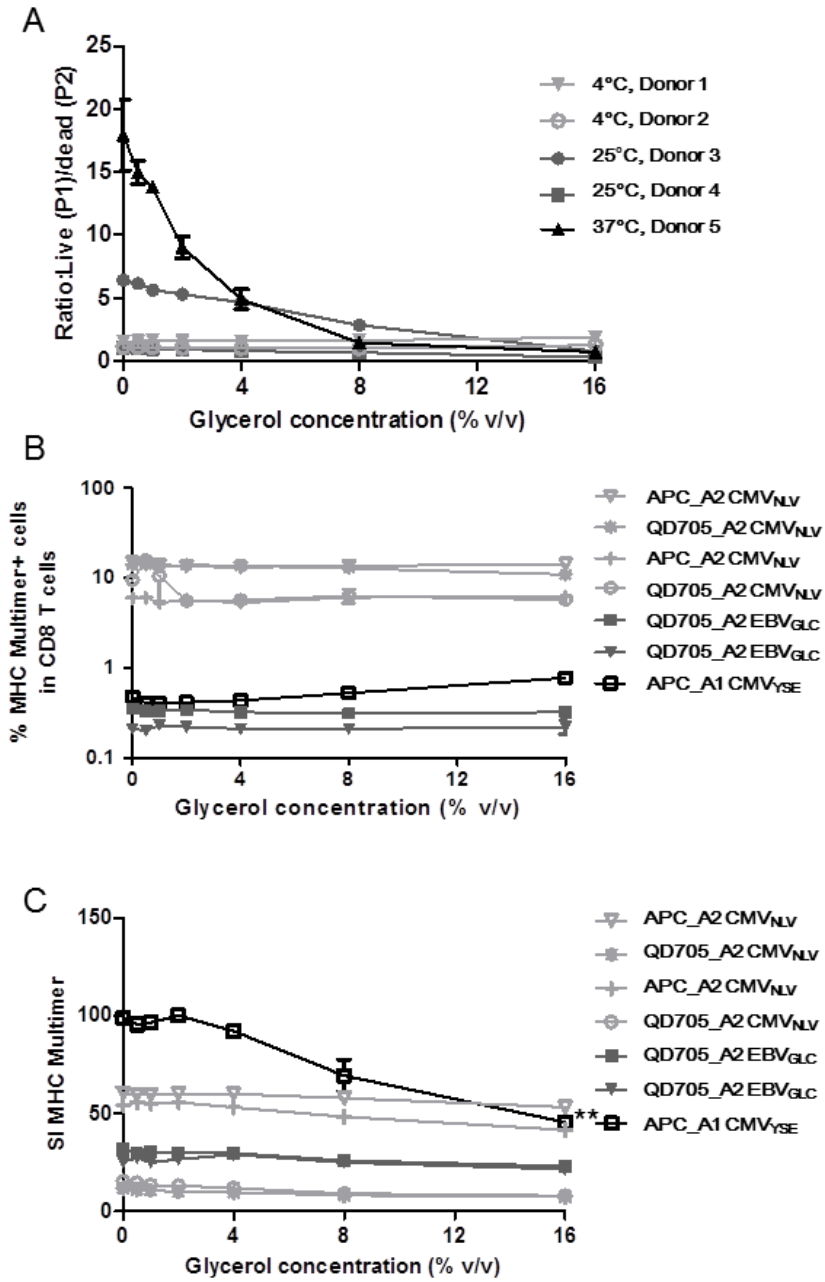 A
Ratio:Live (P1)/dead (P2)
25
20
15
10
5
0
0 4 8 12 16
Glycerol concentration (% v/v)
4°C, Donor 1
4°C, Donor 2
25°C, Donor 3
25°C, Donor 4
37°C, Donor 5
B
% MHC Multimer+ cells
in CD8 T cells
100
10
1
0.1
0 4 8 12 16
Glycerol concentration (% v/v)
APC_A2 CMVNLV
QD705_A2 CMVNLV
APC_A2 CMVNLV
QD705_A2 CMVNLV
QD705_A2 EBVGLC
QD705_A2 EBVGLC
APC_A1 CMVYSE
C
SI MHC Multimer
150
100
50
0
0 4 8 12 16
Glycerol concentration (% v/v)
**
APC_A2 CMVNLV
QD705_A2 CMVNLV
APC_A2 CMVNLV
QD705_A2 CMVNLV
QD705_A2 EBVGLC
QD705_A2 EBVGLC
APC_A1 CMVYSE